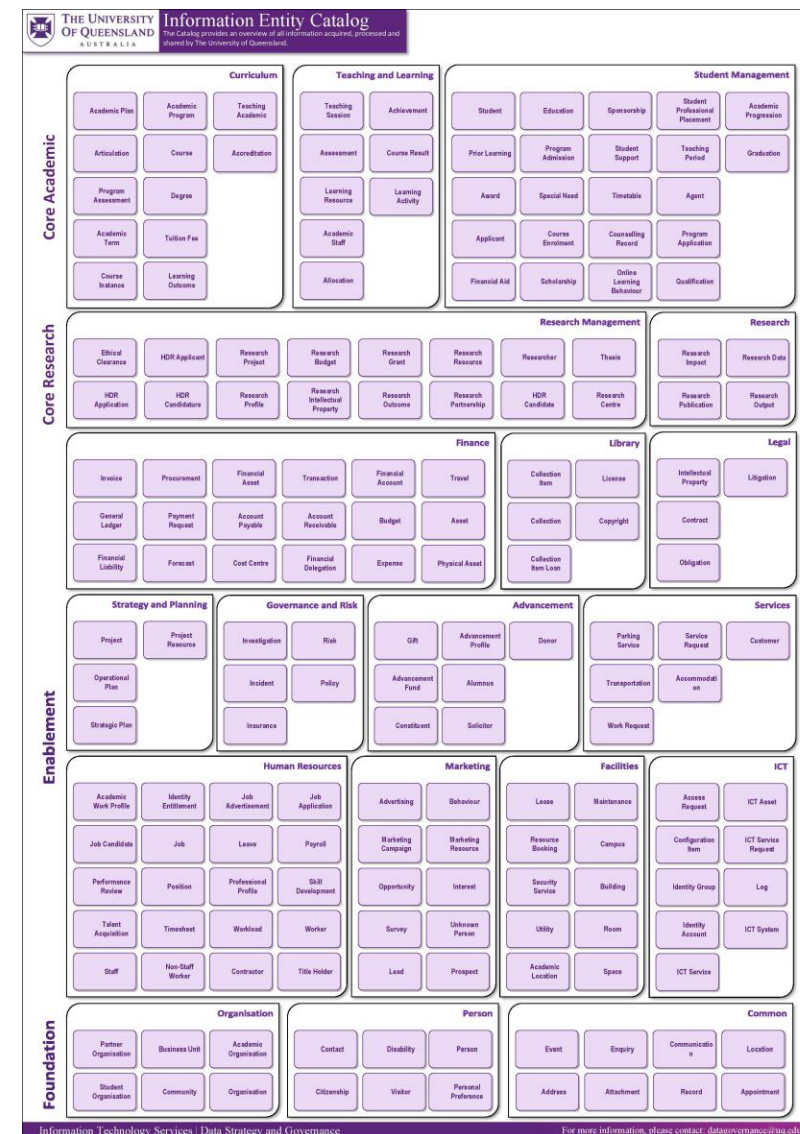 THE UNIVERSITY
OF QUEENSLAND
AUSTRALIA
Information Entity Catalog
The Catalog provides an overview of all information acquired, processed and
shared by The University of Queensland.
Core Academic
Curriculum
Academic Plan
Academic
Program
Teaching
Academic
Articulation
Course
Accreditation
Program
Assessment
Degree
Academic
Term
Tuition Fee
Course
Instance
Learning
Outcome
Teaching and Learning
Teaching
Session
Achievement
Assessment
Course Result
Learning
Resource
Learning
Activity
Academic
Staff
Allocation
Student Management
Student
Education
Sponsorship
Student
Professional
Placement
Academic
Progression
Prior Learning
Program
Admission
Student
Support
Teaching
Period
Graduation
Award
Special Need
Timetable
Agent
Applicant
Course
Enrolment
Counselling
Record
Program
Application
Financial Aid
Scholarship
Online
Learning
Behaviour
Qualification
Core Research
Research Management
Ethical
Clearance
HDR Applicant
Research
Project
Research
Budget
Research
Grant
Research
Resource
Researcher
Thesis
HDR
Application
HDR
Candidature
Research
Profile
Research
Intellectual
Property
Research
Outcome
Research
Partnership
HDR
Candidate
Research
Centre
Research
Research
Impact
Research Data
Research
Publication
Research
Output
Enablement
Finance
Invoice
Procurement
Financial
Asset
Transaction
Financial
Account
Travel
General
Ledger
Payment
Request
Account
Payable
Account
Receivable
Budget
Asset
Financial
Liability
Forecast
Cost Centre
Financial
Delegation
Expense
Physical Asset
Library
Collection
Item
License
Collection
Copyright
Collection
Item Loan
Legal
Intellectual
Property
Litigation
Contract
Obligation
Strategy and Planning
Project
Project
Resource
Operational
Plan
Strategic Plan
Governance and Risk
Investigation
Risk
Incident
Policy
Insurance
Advancement
Gift
Advancement
Profile
Donor
Advancement
Fund
Alumnus
Constituent
Solicitor
Services
Parking
Service
Service
Request
Customer
Transportation
Accommodati
on
Work Request
Human Resources
Academic
Work Profile
Identity
Entitlement
Job
Advertisement
Job
Application
Job Candidate
Job
Leave
Payroll
Performance
Review
Position
Professional
Profile
Skill
Development
Talent
Acquisition
Timesheet
Workload
Worker
Staff
Non-Staff
Worker
Contractor
Title Holder
Marketing
Advertising
Behaviour
Marketing
Campaign
Marketing
Resource
Opportunity
Interest
Survey
Unknown
Person
Lead
Prospect
Facilities
Lease
Maintenance
Resource
Booking
Campus
Security
Service
Building
Utility
Room
Academic
Location
Space
ICT
Access
Request
ICT Asset
Configuration
Item
ICT Service
Request
Identity Group
Log
Identity
Account
ICT System
ICT Service
Foundation
Organisation
Partner
Organisation
Business Unit
Academic
Organisation
Student
Organisation
Community
Organisation
Person
Contact
Disability
Person
Citizenship
Visitor
Personal
Preference
Common
Event
Enquiry
Communicatio
n
Location
Address
Attachment
Record
Appointment
Information Technology Services | Data Strategy and Governance
For more information, please contact: datagovernance@uq.edu